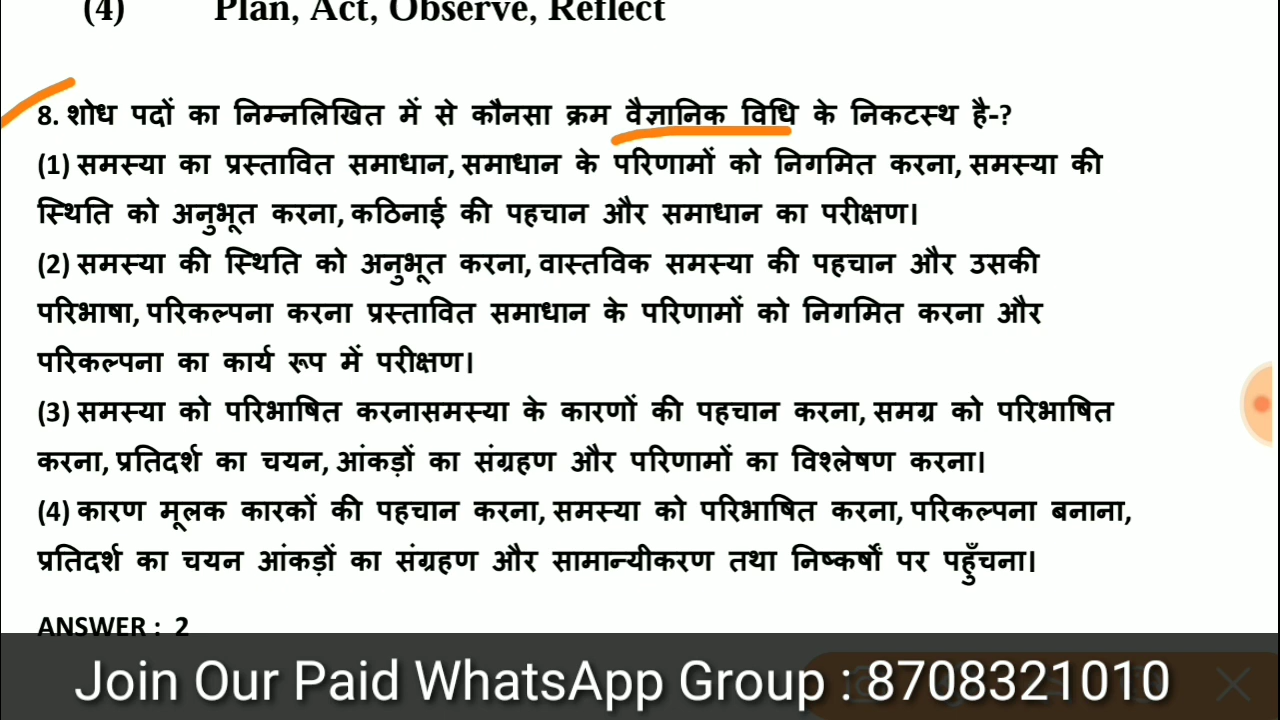 (4) Plan, Act, Observe, Reflect
8. शोध पदों का निम्नलिखित में से कौनसा क्रम वैज्ञानिक विधि के निकटस्थ है-?
(1) समस्या का प्रस्तावित समाधान, समाधान के परिणामों को निगमित करना, समस्या की
स्थिति को अनुभूत करना, कठिनाई की पहचान और समाधान का परीक्षण।
(2) समस्या की स्थिति को अनुभूत करना, वास्तविक समस्या की पहचान और उसकी
परिभाषा, परिकल्पना करना प्रस्तावित समाधान के परिणामों को निगमित करना और
परिकल्पना का कार्य रूप में परीक्षण।
(3) समस्या को परिभाषित करनासमस्या के कारणों की पहचान करना, समग्र को परिभाषित
करना, प्रतिदर्श का चयन, आंकड़ों का संग्रहण और परिणामों का विश्लेषण करना।
(4) कारण मूलक कारकों की पहचान करना, समस्या को परिभाषित करना, परिकल्पना बनाना,
प्रतिदर्श का चयन आंकड़ों का संग्रहण और सामान्यीकरण तथा निष्कर्षों पर पहुँचना।
ANSWER : 2
Join Our Paid WhatsApp Group : 8708321010